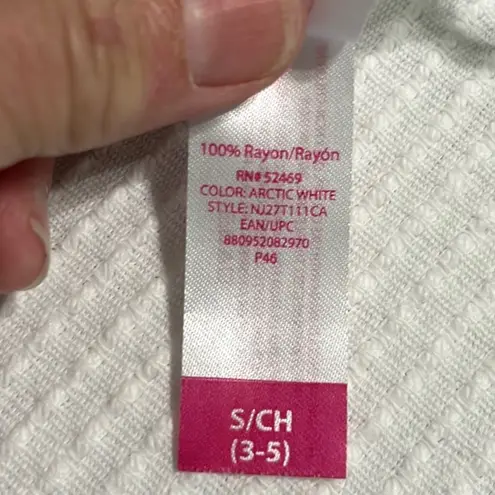 100% Rayon/Rayón
RN# 52469
COLOR: ARCTIC WHITE
STYLE: NJ27T111CA
EAN/UPC
880952082970
P46
S/CH
(3-5)